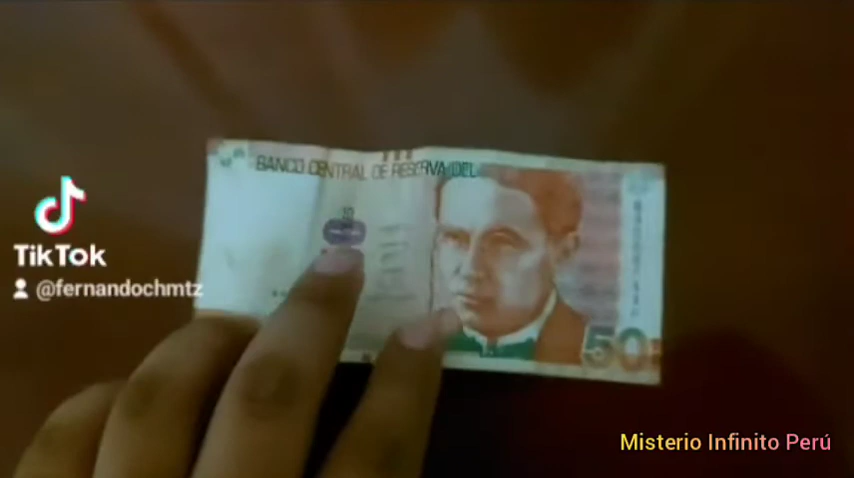 BANCO CENTRAL DE RESERVA DEL
TikTok
@fernandochmtz
50
Misterio Infinito Perú